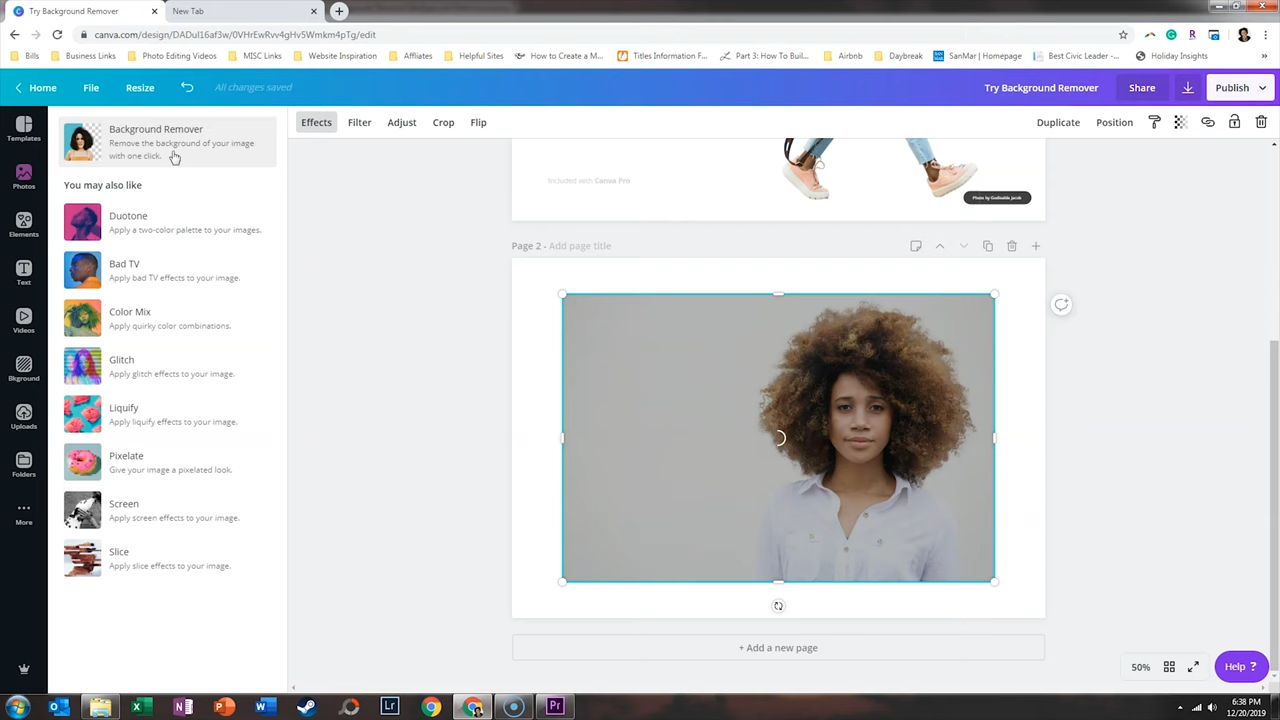 Try Background Remover
New Tab
canva.com/design/DADul16af3w/0VHrEwRvv4gHv5Wmkm4pTg/edit
Bills
Business Links
Photo Editing Videos
MISC Links
Website Inspiration
Affliates
Helpful Sites
How to Create a M...
Titles Information F...
Part 3: How To Buil...
Airbnb
Daybreak
SanMar | Homepage
Best Civic Leader -...
Holiday Insights
Home
File
Resize
All changes saved
Try Background Remover
Share
Publish
Templates
Photos
Elements
Text
Videos
Bkground
Uploads
Folders
More
Background Remover
Remove the background of your image
with one click.
You may also like
Duotone
Apply a two-color palette to your images.
Bad TV
Apply bad TV effects to your image.
Color Mix
Apply quirky color combinations.
Glitch
Apply glitch effects to your image.
Liquify
Apply liquify effects to your image.
Pixelate
Give your image a pixelated look.
Screen
Apply screen effects to your image.
Slice
Apply slice effects to your image.
Effects
Filter
Adjust
Crop
Flip
Duplicate
Position
Included with Canva Pro
Photo by Godisable Jacob
Page 2 - Add page title
+ Add a new page
50%
Help ?
6:38 PM
12/20/2019